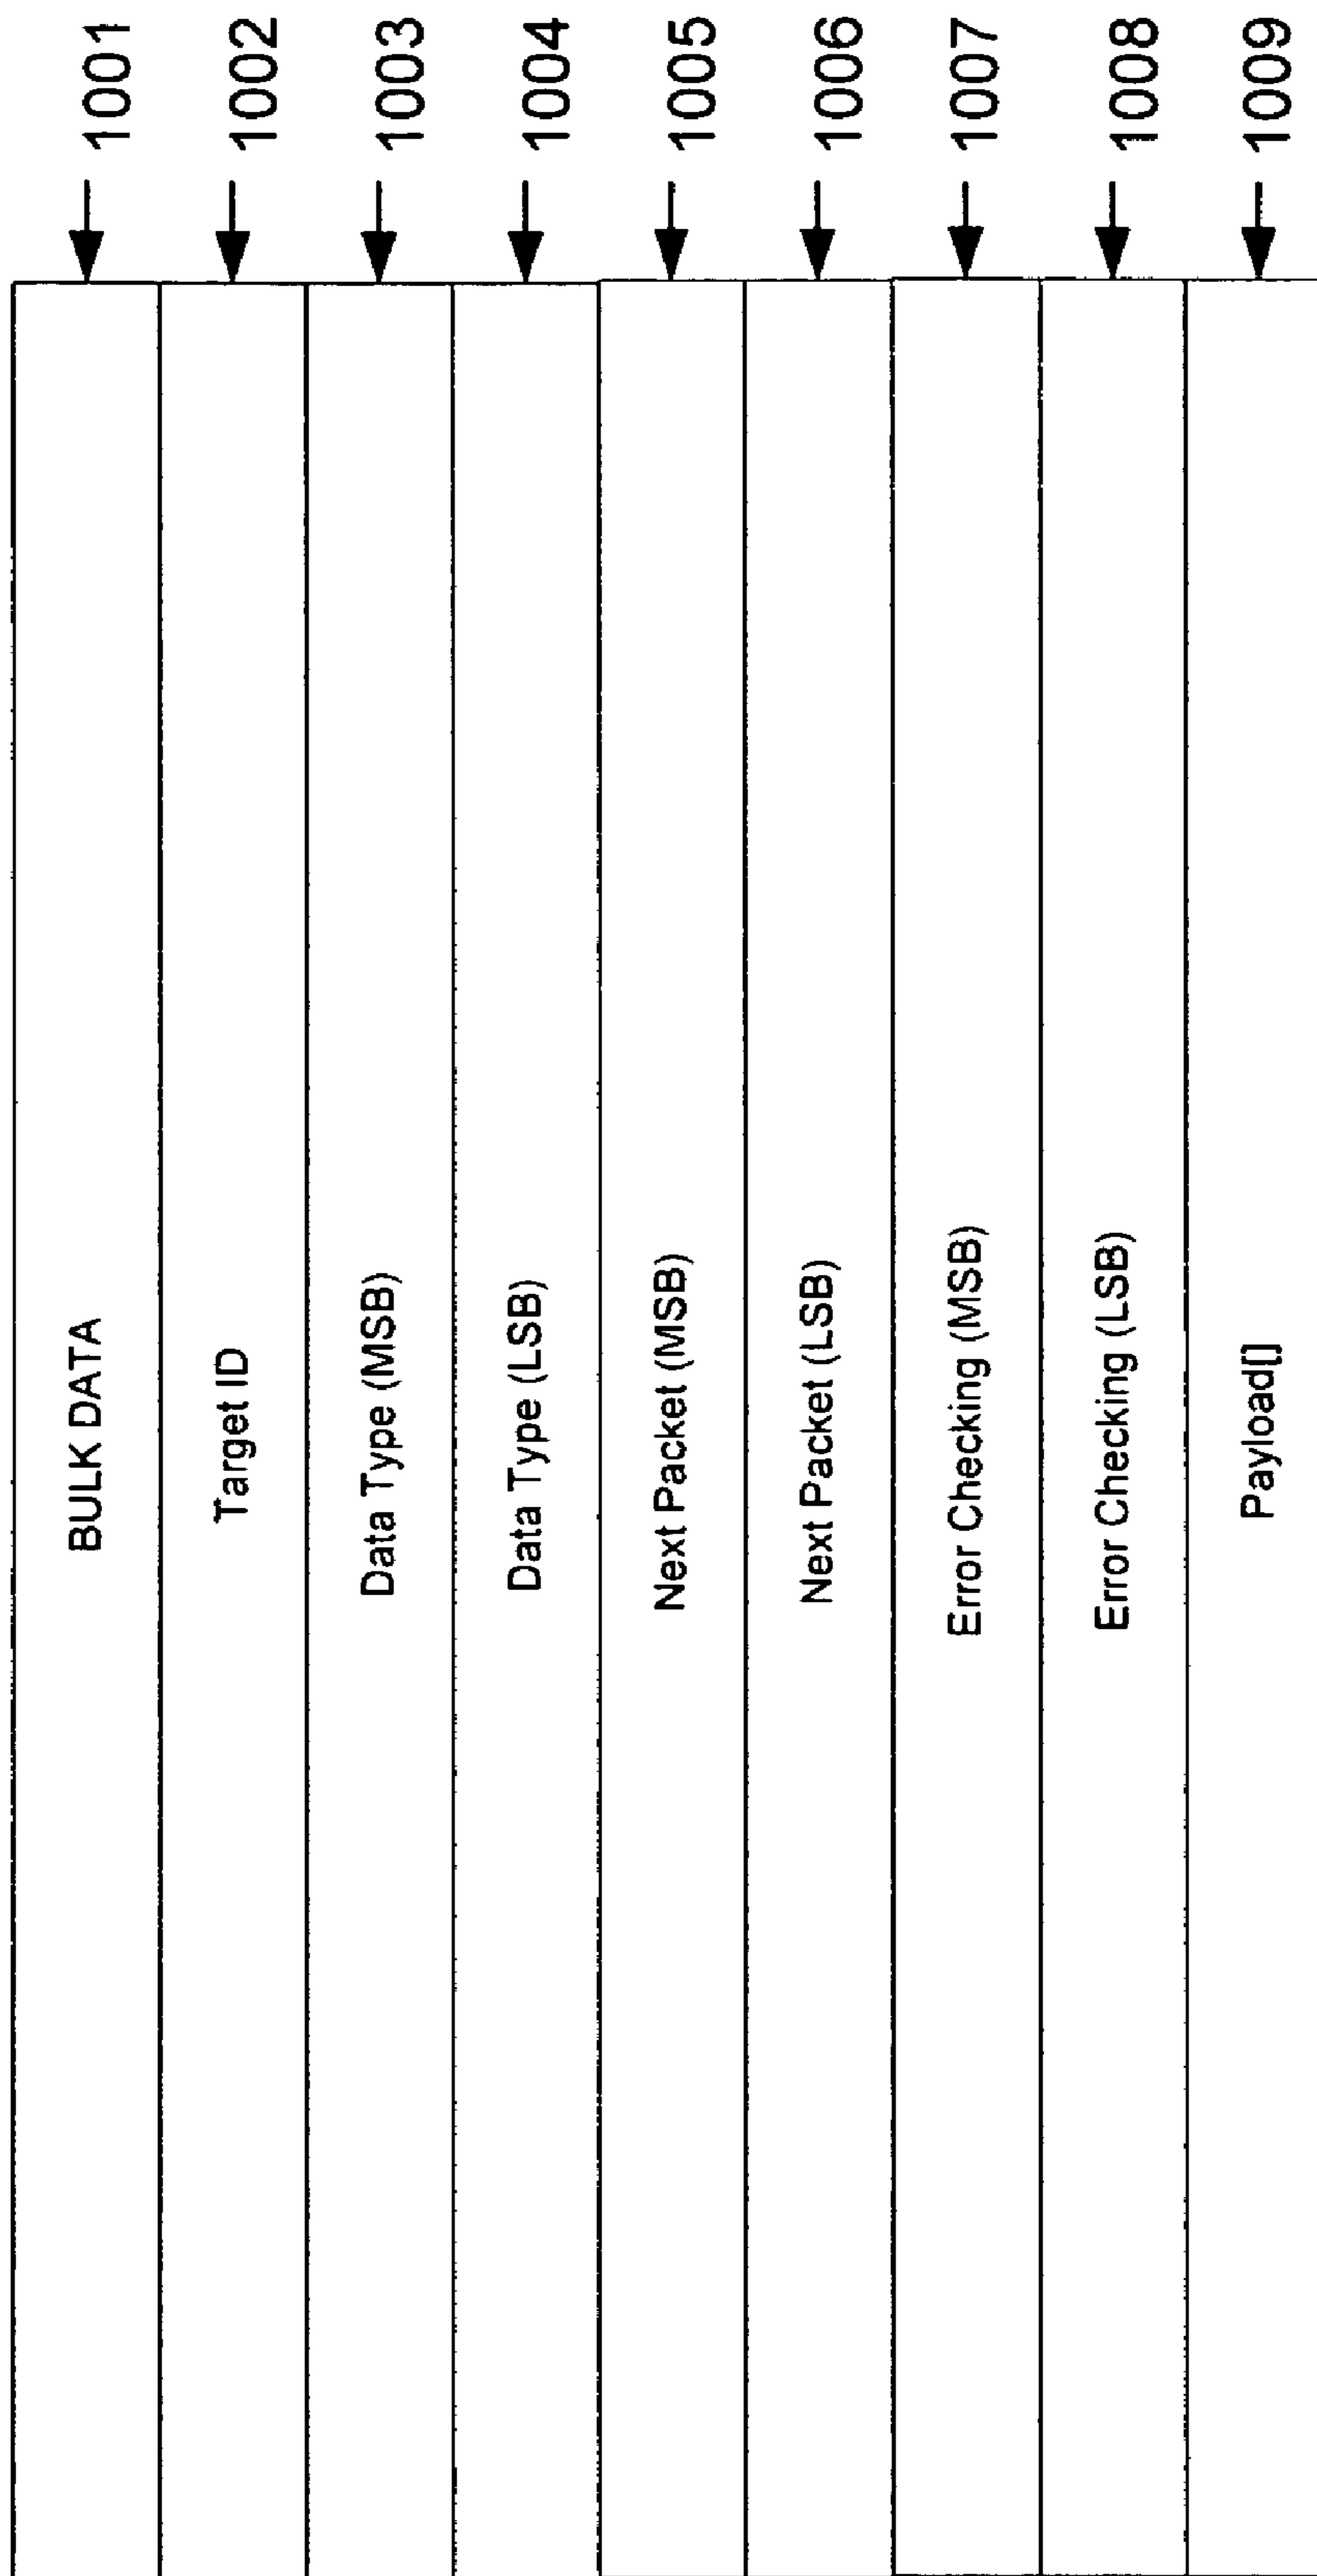 BULK DATA 1001
Target ID 1002
Data Type (MSB) 1003
Data Type (LSB) 1004
Next Packet (MSB) 1005
Next Packet (LSB) 1006
Error Checking (MSB) 1007
Error Checking (LSB) 1008
Payload[] 1009